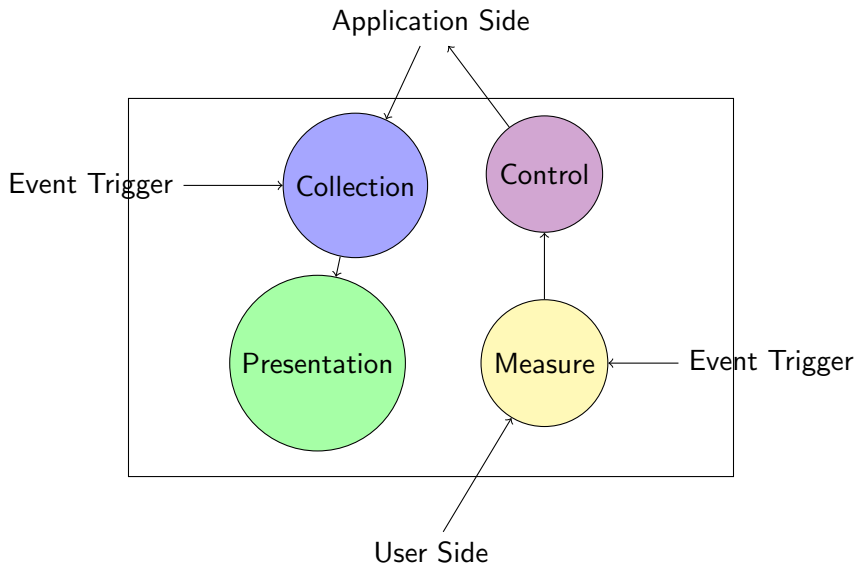 Application Side
Control
Event Trigger
Collection
Presentation
Measure
Event Trigger
User Side